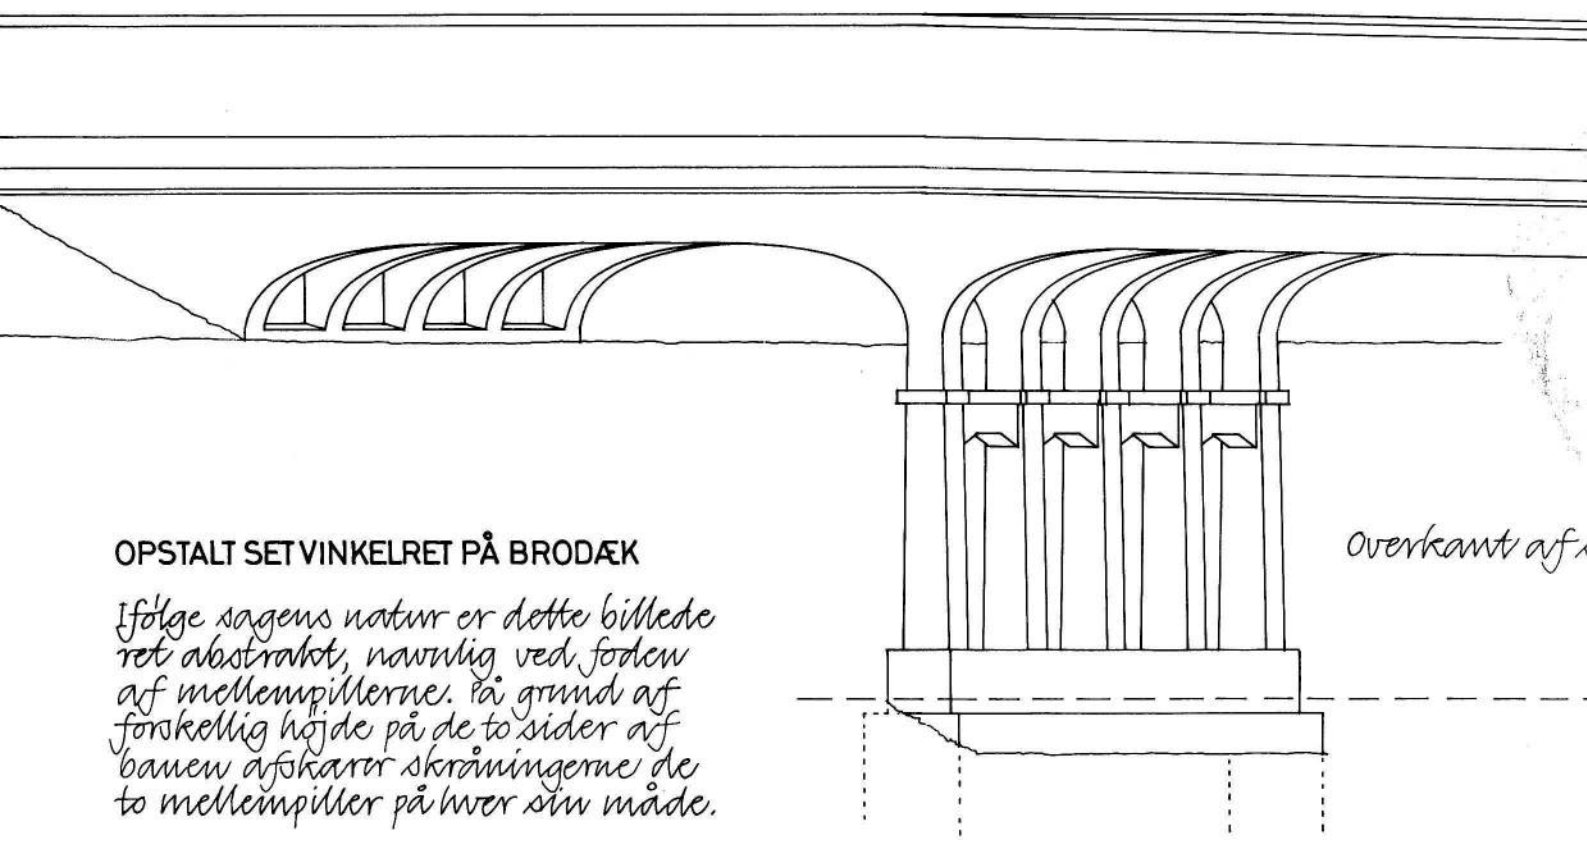 OPSTALT SET VINKELRET PÅ BRODÆK
Ifølge sagens natur er dette billede
ret abstrakt, navnlig ved foden
af mellempillerne. På grund af
forskellig højde på de to sider af
banen afskærer skråningerne de
to mellempiller på hver sin måde.
Overkant af